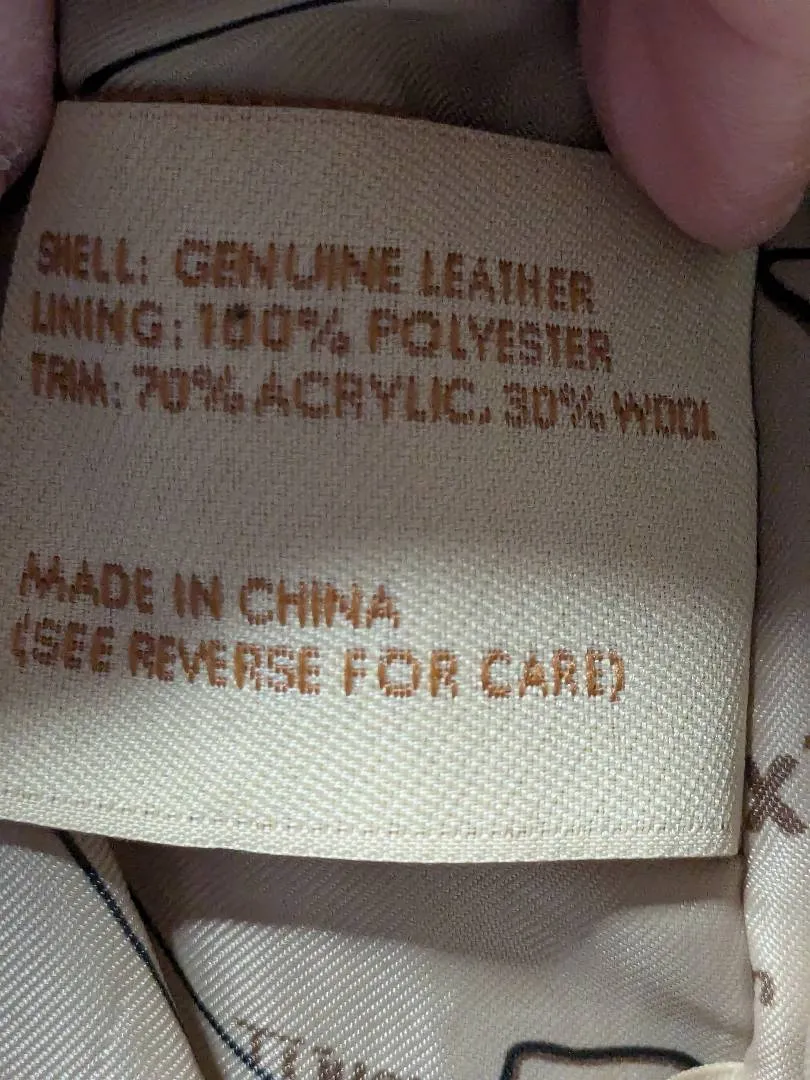 SHELL: GENUINE LEATHER
LINING: 100% POLYESTER
TRIM: 70% ACRYLIC, 30% WOOL
MADE IN CHINA
(SEE REVERSE FOR CARE)